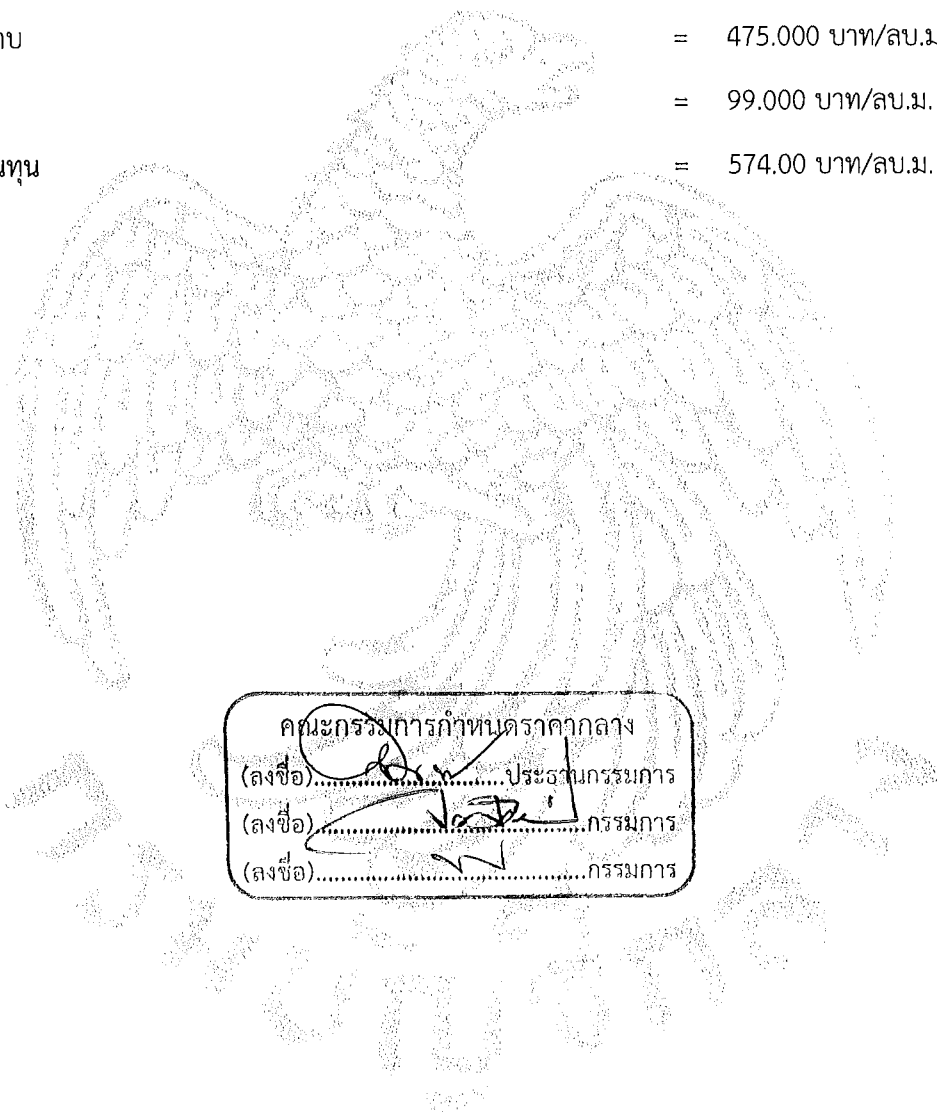 = 475.000 บาท/ลบ.ม
= 99.000 บาท/ลบ.ม.
นทุน = 574.00 บาท/ลบ.ม.
คณะกรรมการกำหนดราคากลาง
(ลงชื่อ)..............................ประธานกรรมการ
(ลงชื่อ)..........................................กรรมการ
(ลงชื่อ)..........................................กรรมการ